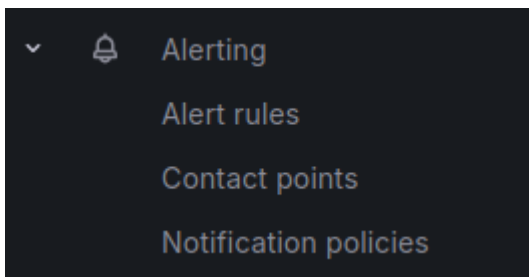 Alerting
Alert rules
Contact points
Notification policies